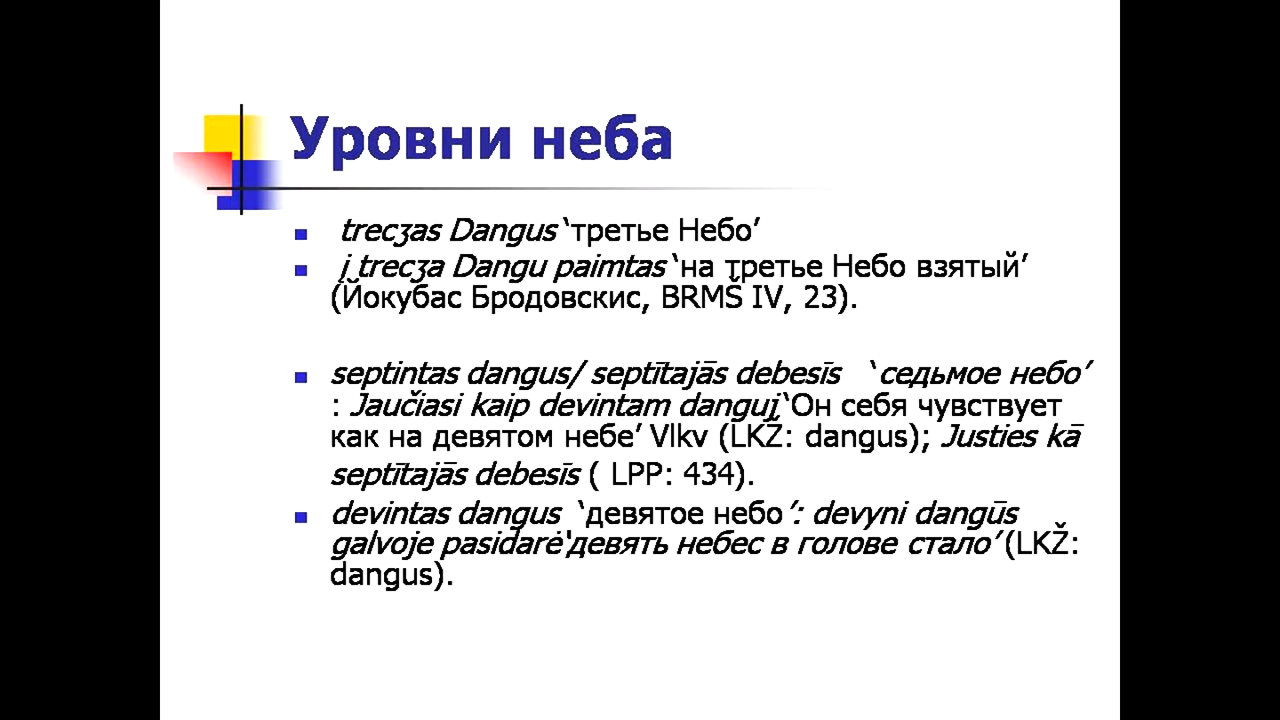 Уровни неба
trecʒas Dangus ‘третье Небо’
į trecʒa Dangu paimtas ‘на третье Небо взятый’
(Йокубас Бродовскис, BRMŠ IV, 23).
septintas dangus/ septītajās debesīs ‘седьмое небо’
: Jaučiasi kaip devintam danguj ‘Он себя чувствует
как на девятом небе’ Vlkv (LKŽ: dangus); Justies kā
septītajās debesīs ( LPP: 434).
devintas dangus ‘девятое небо’: devyni dangūs
galvoje pasidarė‘девять небес в голове стало’ (LKŽ:
dangus).